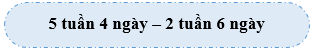 5 tuần 4 ngày – 2 tuần 6 ngày